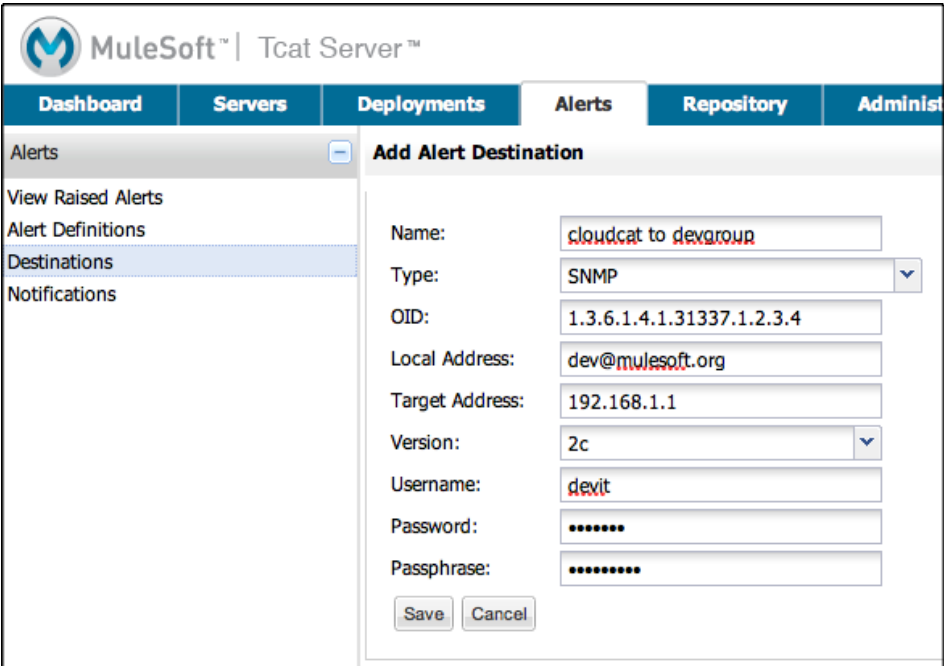 MuleSoft™ | Tcat Server™
Dashboard Servers Deployments Alerts Repository Administ
Alerts
View Raised Alerts
Alert Definitions
Destinations
Notifications
Add Alert Destination
Name: cloudcat to devgroup
Type: SNMP
OID: 1.3.6.1.4.1.31337.1.2.3.4
Local Address: dev@mulesoft.org
Target Address: 192.168.1.1
Version: 2c
Username: devit
Password: •••••••
Passphrase: •••••••••
Save Cancel